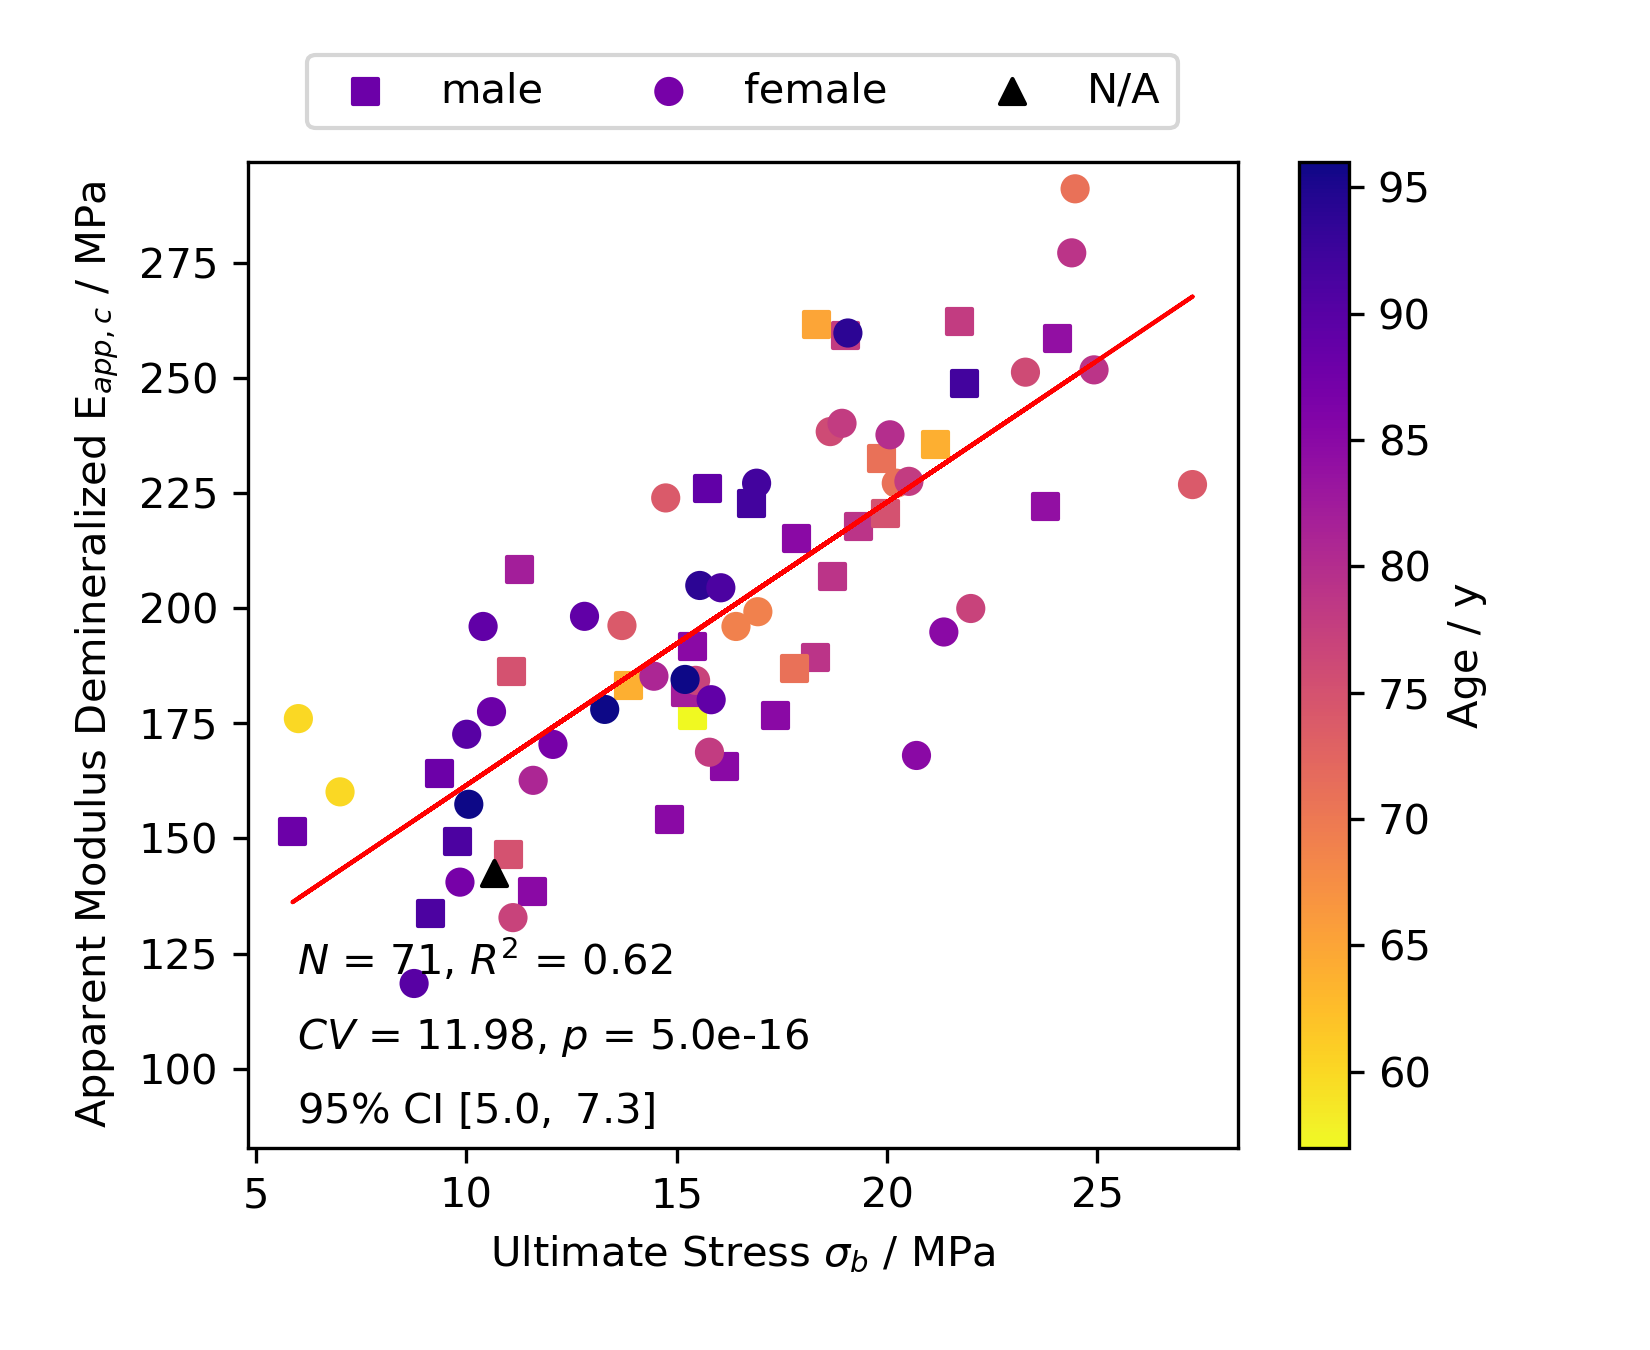 male female N/A
Apparent Modulus Demineralized E_{app, c} / MPa
275
250
225
200
175
150
125
100
N = 71, R² = 0.62
CV = 11.98, p = 5.0e-16
95% CI [5.0, 7.3]
5 10 15 20 25
Ultimate Stress σ_b / MPa
95
90
85
80
75
70
65
60
Age / y